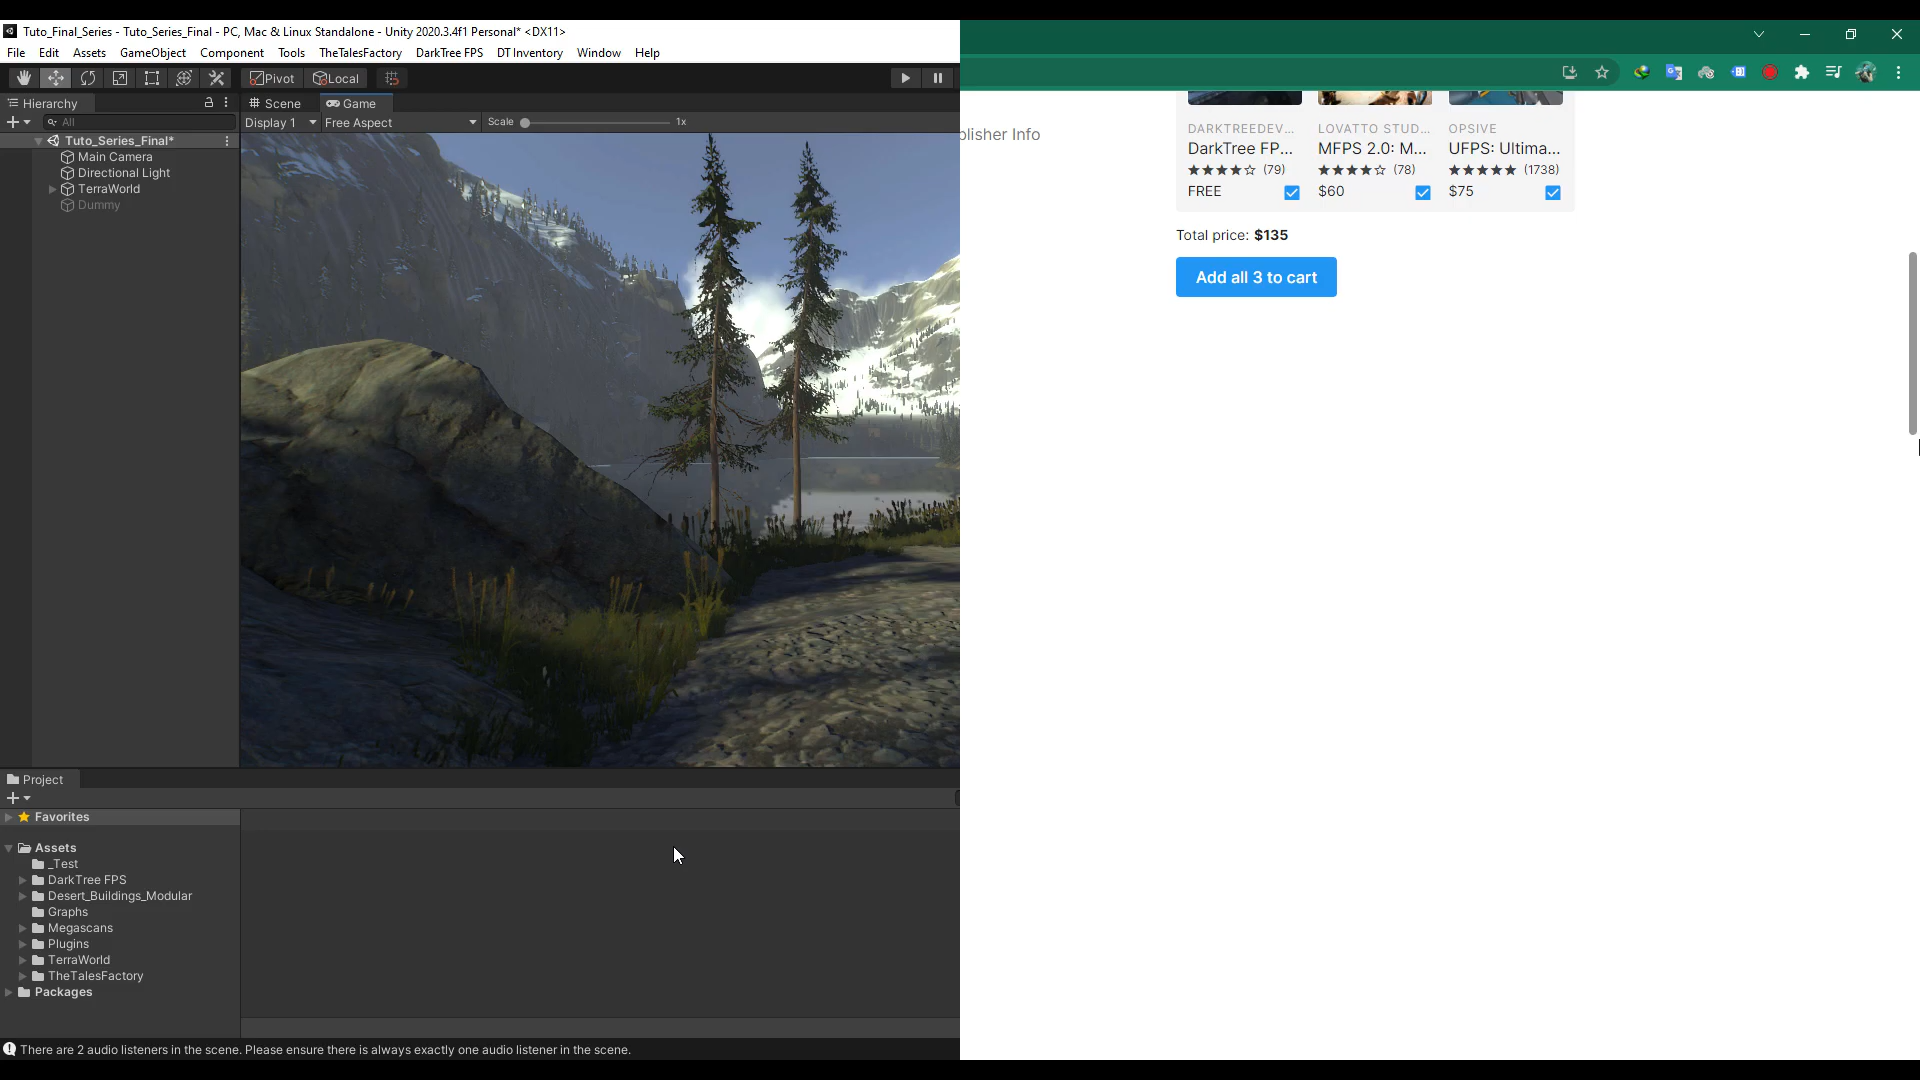 Tuto_Final_Series - Tuto_Series_Final - PC, Mac & Linux Standalone - Unity 2020.3.4f1 Personal* <DX11>
File Edit Assets GameObject Component Tools TheTalesFactory DarkTree FPS DT Inventory Window Help
Pivot Local
Hierarchy
All
Tuto_Series_Final*
Main Camera
Directional Light
TerraWorld
Dummy
Scene Game
Display 1 Free Aspect Scale 1x
Project
Favorites
Assets
_Test
DarkTree FPS
Desert_Buildings_Modular
Graphs
Megascans
Plugins
TerraWorld
TheTalesFactory
Packages
There are 2 audio listeners in the scene. Please ensure there is always exactly one audio listener in the scene.
blisher Info
DARKTREEDEV... LOVATTO STUD... OPSIVE
DarkTree FP... MFPS 2.0: M... UFPS: Ultima...
(79) (78) (1738)
FREE $60 $75
Total price: $135
Add all 3 to cart